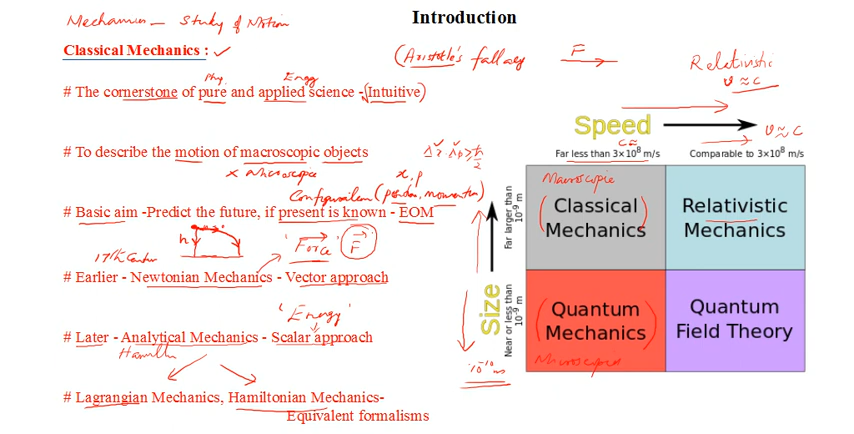 Introduction
Mechanics - Study of Motion
Classical Mechanics :
(Aristotle's fallacy
F
Relativistic
v ≈ c
Phy.
Energy
# The cornerstone of pure and applied science - (Intuitive)
Speed
v ≈ c
Far less than 3×10⁸ m/s
Comparable to 3×10⁸ m/s
# To describe the motion of macroscopic objects
x microscopic
x, p
Configuration (position, momentum)
# Basic aim -Predict the future, if present is known - EOM
h
'Force' F
17th Century
# Earlier - Newtonian Mechanics - Vector approach
'Energy'
# Later - Analytical Mechanics - Scalar approach
# Lagrangian Mechanics, Hamiltonian Mechanics-
Equivalent formalisms
Size
Far larger than
10⁻⁹ m
Near or less than
10⁻⁹ m
10⁻¹⁰ m
Macroscopic
(Classical
Mechanics)
Relativistic
Mechanics
(Quantum
Mechanics)
Microscopic
Quantum
Field Theory